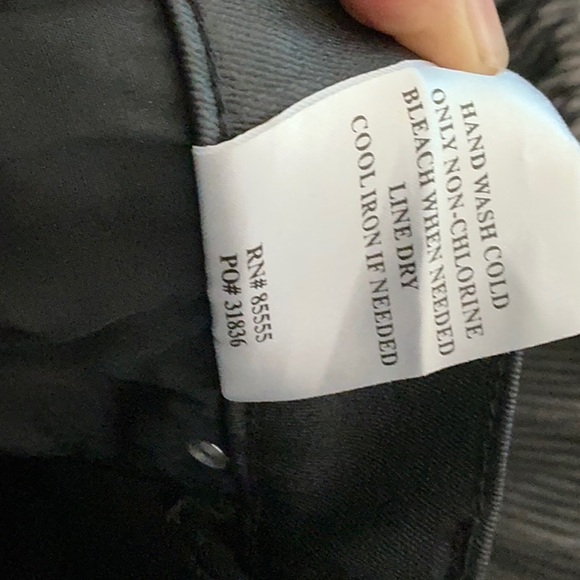 HAND WASH COLD
ONLY NON-CHLORINE
BLEACH WHEN NEEDED
LINE DRY
COOL IRON IF NEEDED
RN# 85555
PO# 31836